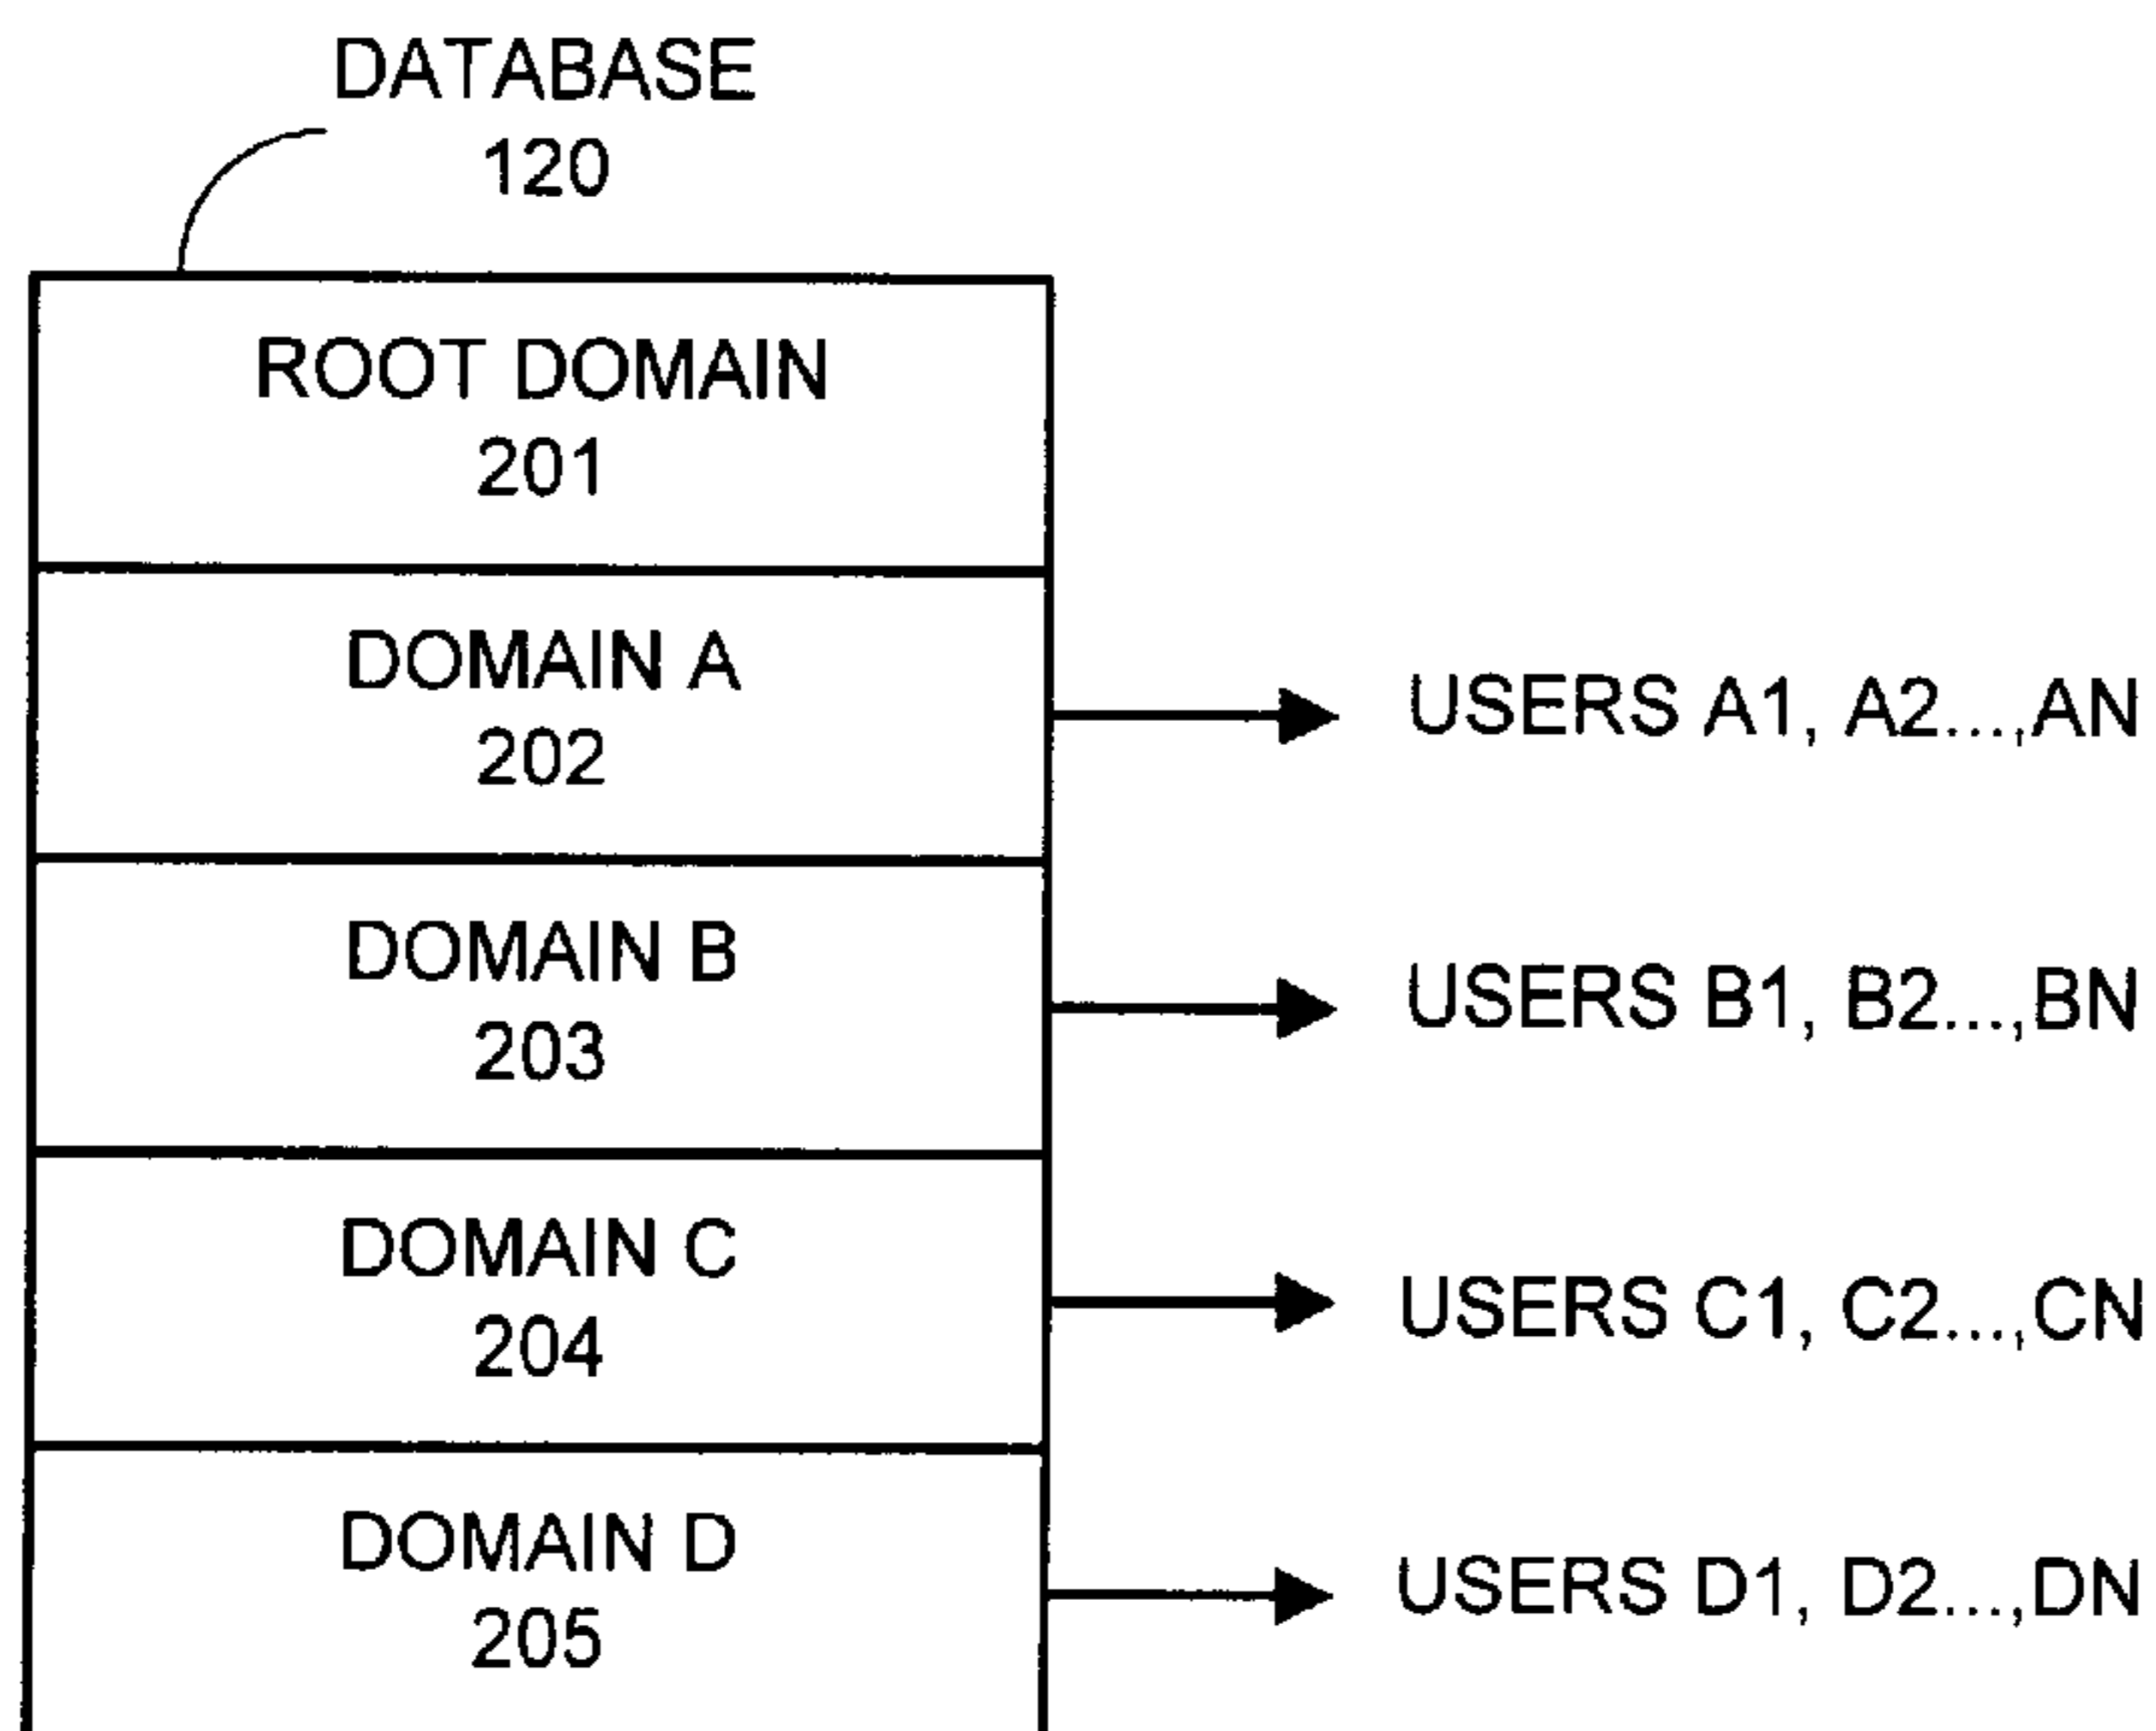 DATABASE
120
ROOT DOMAIN
201
DOMAIN A
202
USERS A1, A2...,AN
DOMAIN B
203
USERS B1, B2...,BN
DOMAIN C
204
USERS C1, C2...,CN
DOMAIN D
205
USERS D1, D2...,DN